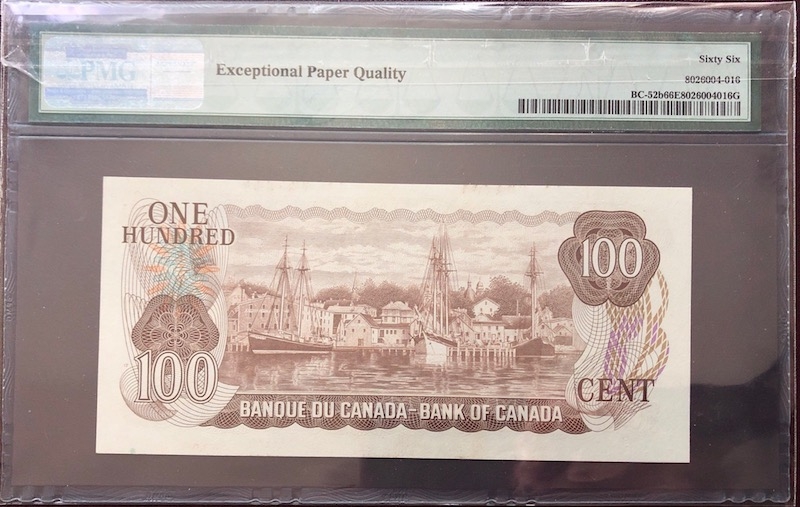 PMG
Exceptional Paper Quality
Sixty Six
8026004-016
BC-52b66E8026004016G
ONE
HUNDRED
100
100
CENT
BANQUE DU CANADA-BANK OF CANADA